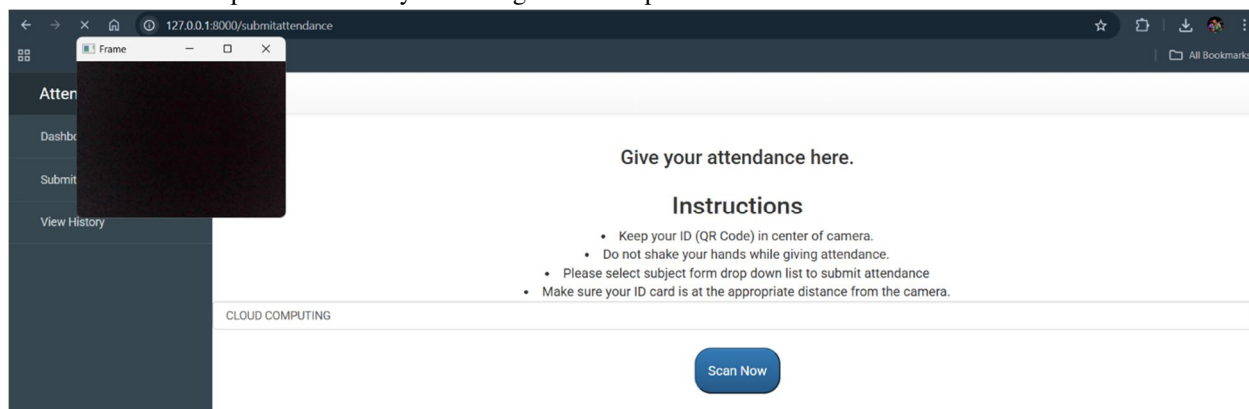 127.0.0.1:8000/submitattendance
Frame
All Bookmarks
Atten
Dashbo
Submit
View History
Give your attendance here.
Instructions
• Keep your ID (QR Code) in center of camera.
• Do not shake your hands while giving attendance.
• Please select subject form drop down list to submit attendance
• Make sure your ID card is at the appropriate distance from the camera.
CLOUD COMPUTING
Scan Now